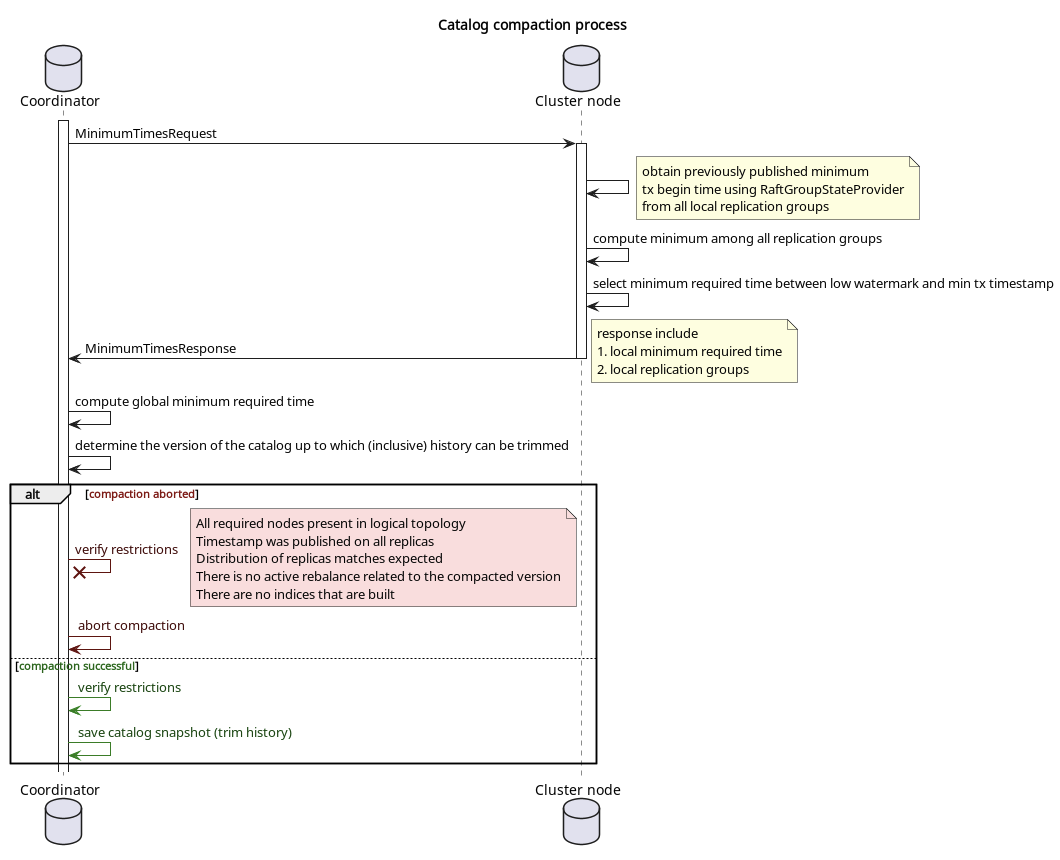 Catalog compaction process
Coordinator
Cluster node
MinimumTimesRequest
obtain previously published minimum
tx begin time using RaftGroupStateProvider
from all local replication groups
compute minimum among all replication groups
select minimum required time between low watermark and min tx timestamp
MinimumTimesResponse
response include
1. local minimum required time
2. local replication groups
compute global minimum required time
determine the version of the catalog up to which (inclusive) history can be trimmed
alt
[compaction aborted]
verify restrictions
All required nodes present in logical topology
Timestamp was published on all replicas
Distribution of replicas matches expected
There is no active rebalance related to the compacted version
There are no indices that are built
abort compaction
[compaction successful]
verify restrictions
save catalog snapshot (trim history)
Coordinator
Cluster node